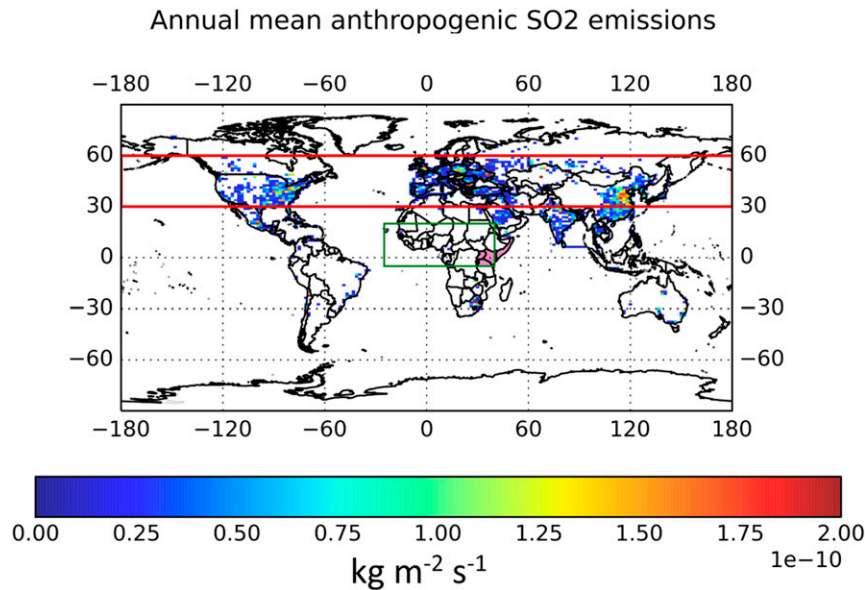 Annual mean anthropogenic SO2 emissions
−180 −120 −60 0 60 120 180
60 60
30 30
0 0
−30 −30
−60 −60
−180 −120 −60 0 60 120 180
0.00 0.25 0.50 0.75 1.00 1.25 1.50 1.75 2.00
1e−10
kg m⁻² s⁻¹